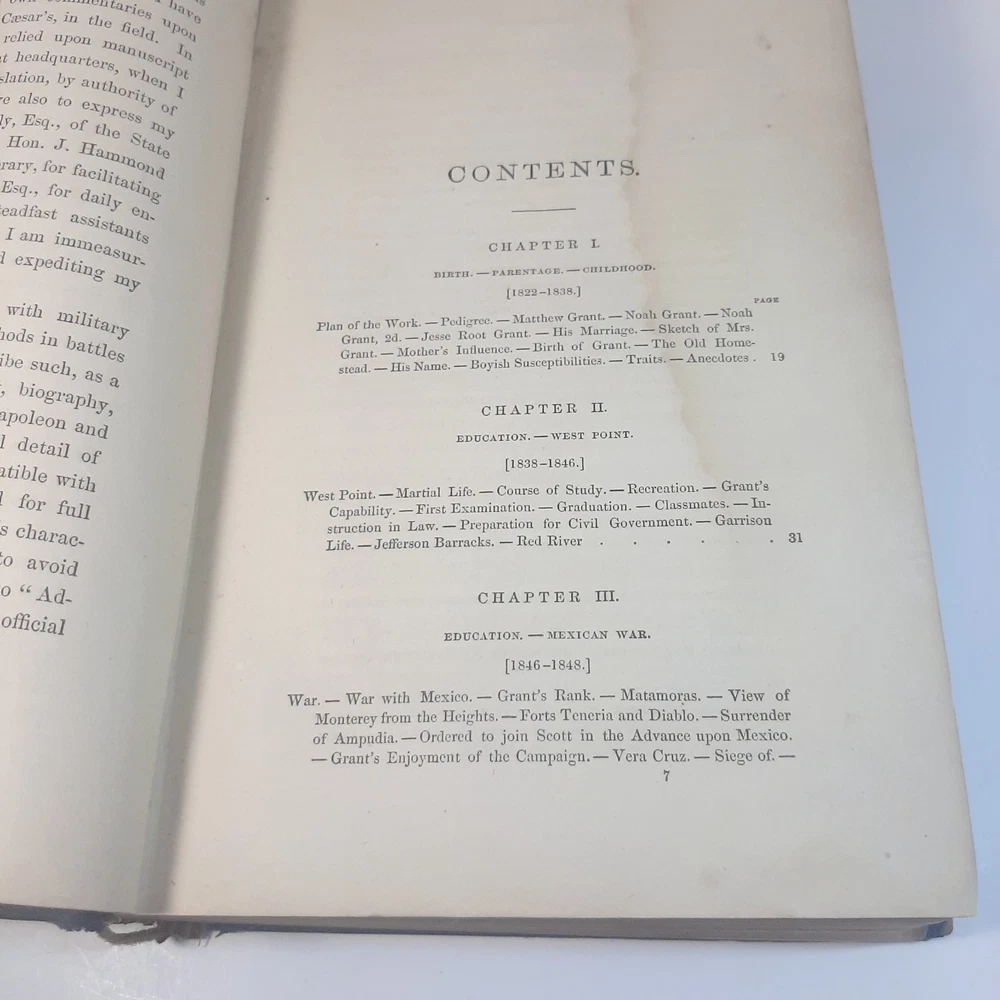 own commentaries upon
Cæsar's, in the field. In
relied upon manuscript
headquarters, when I
by authority of
also to express my
Esq., of the State
Hon. J. Hammond
for facilitating
Esq., for daily en-
assistants
I am immeasur-
expediting my
with military
in battles
such, as a
biography,
and
detail of
with
for full
charac-
to avoid
"Ad-
official
CONTENTS.
CHAPTER I.
BIRTH. — PARENTAGE. — CHILDHOOD.
[1822–1838.]
PAGE
Plan of the Work. — Pedigree. — Matthew Grant. — Noah Grant. — Noah
Grant, 2d. — Jesse Root Grant. — His Marriage. — Sketch of Mrs.
Grant. — Mother's Influence. — Birth of Grant. — The Old Home-
stead. — His Name. — Boyish Susceptibilities. — Traits. — Anecdotes . 19
CHAPTER II.
EDUCATION. — WEST POINT.
[1838–1846.]
West Point. — Martial Life. — Course of Study. — Recreation. — Grant's
Capability. — First Examination. — Graduation. — Classmates. — In-
struction in Law. — Preparation for Civil Government. — Garrison
Life. — Jefferson Barracks. — Red River . . . . . . 31
CHAPTER III.
EDUCATION. — MEXICAN WAR.
[1846–1848.]
War. — War with Mexico. — Grant's Rank. — Matamoras. — View of
Monterey from the Heights. — Forts Teneria and Diablo. — Surrender
of Ampudia. — Ordered to join Scott in the Advance upon Mexico.
— Grant's Enjoyment of the Campaign. — Vera Cruz. — Siege of. —
7